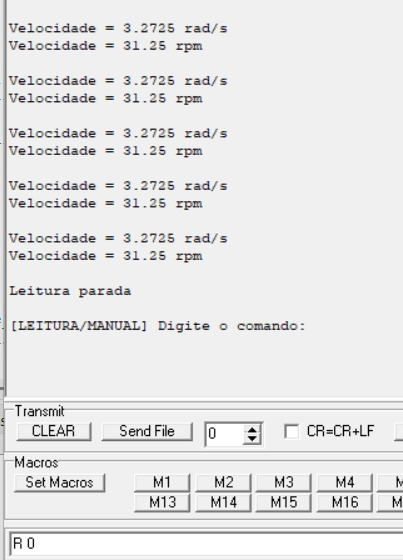 Velocidade = 3.2725 rad/s
Velocidade = 31.25 rpm
Velocidade = 3.2725 rad/s
Velocidade = 31.25 rpm
Velocidade = 3.2725 rad/s
Velocidade = 31.25 rpm
Velocidade = 3.2725 rad/s
Velocidade = 31.25 rpm
Velocidade = 3.2725 rad/s
Velocidade = 31.25 rpm
Leitura parada
[LEITURA/MANUAL] Digite o comando:
Transmit
CLEAR Send File 0 CR=CR+LF
Macros
Set Macros M1 M2 M3 M4
M13 M14 M15 M16
R 0